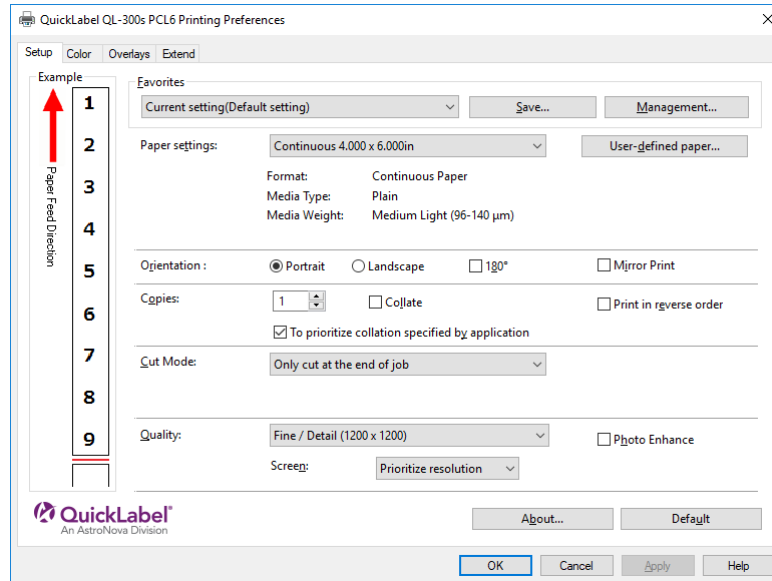 QuickLabel QL-300s PCL6 Printing Preferences
Setup Color Overlays Extend
Example
1
2
3
4
5
6
7
8
9
Paper Feed Direction
Favorites
Current setting(Default setting) Save... Management...
Paper settings: Continuous 4.000 x 6.000in User-defined paper...
Format: Continuous Paper
Media Type: Plain
Media Weight: Medium Light (96-140 μm)
Orientation : Portrait Landscape 180° Mirror Print
Copies: 1 Collate Print in reverse order
To prioritize collation specified by application
Cut Mode: Only cut at the end of job
Quality: Fine / Detail (1200 x 1200) Photo Enhance
Screen: Prioritize resolution
QuickLabel®
An AstroNova Division
About... Default
OK Cancel Apply Help